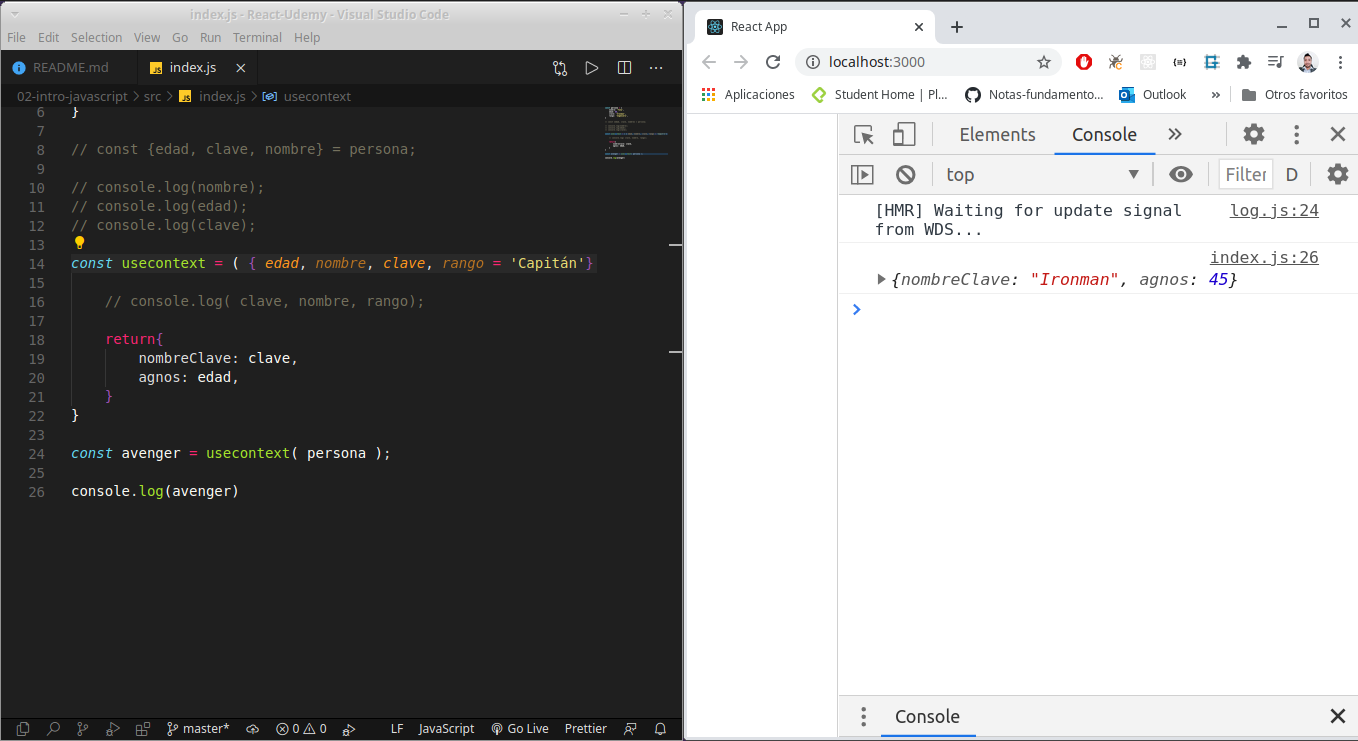 index.js - React-Udemy - Visual Studio Code
File Edit Selection View Go Run Terminal Help
README.md
JS index.js
02-intro-javascript > src > JS index.js > usecontext
6 }
7
8 // const {edad, clave, nombre} = persona;
9
10 // console.log(nombre);
11 // console.log(edad);
12 // console.log(clave);
13
14 const usecontext = ( { edad, nombre, clave, rango = 'Capitán'}
15
16 // console.log( clave, nombre, rango);
17
18 return{
19 nombreClave: clave,
20 agnos: edad,
21 }
22 }
23
24 const avenger = usecontext( persona );
25
26 console.log(avenger)
master* 0 0 LF JavaScript Go Live Prettier
React App
localhost:3000
Aplicaciones
Student Home | Pl...
Notas-fundamento...
Outlook
»
Otros favoritos
Elements Console »
top Filter D
[HMR] Waiting for update signal log.js:24
from WDS...
index.js:26
{nombreClave: "Ironman", agnos: 45}
Console